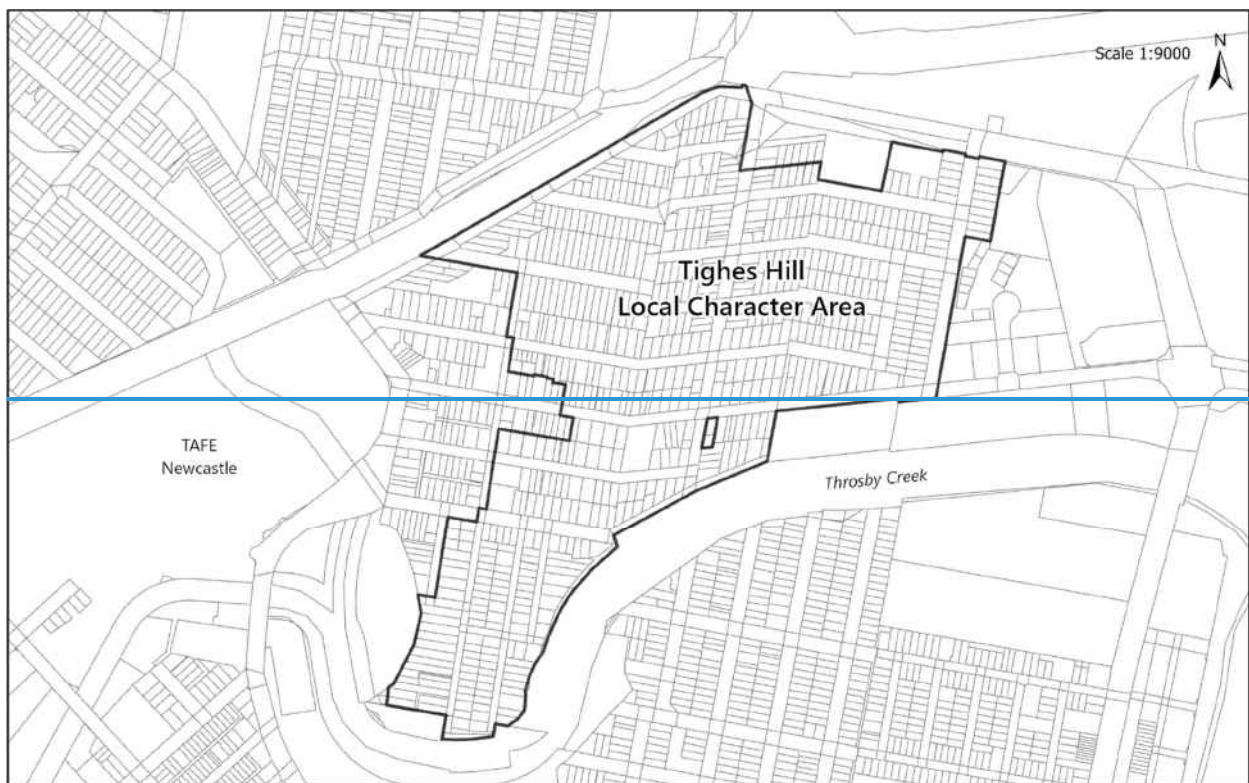 Scale 1:9000
N
Tighes Hill
Local Character Area
TAFE
Newcastle
Throsby Creek